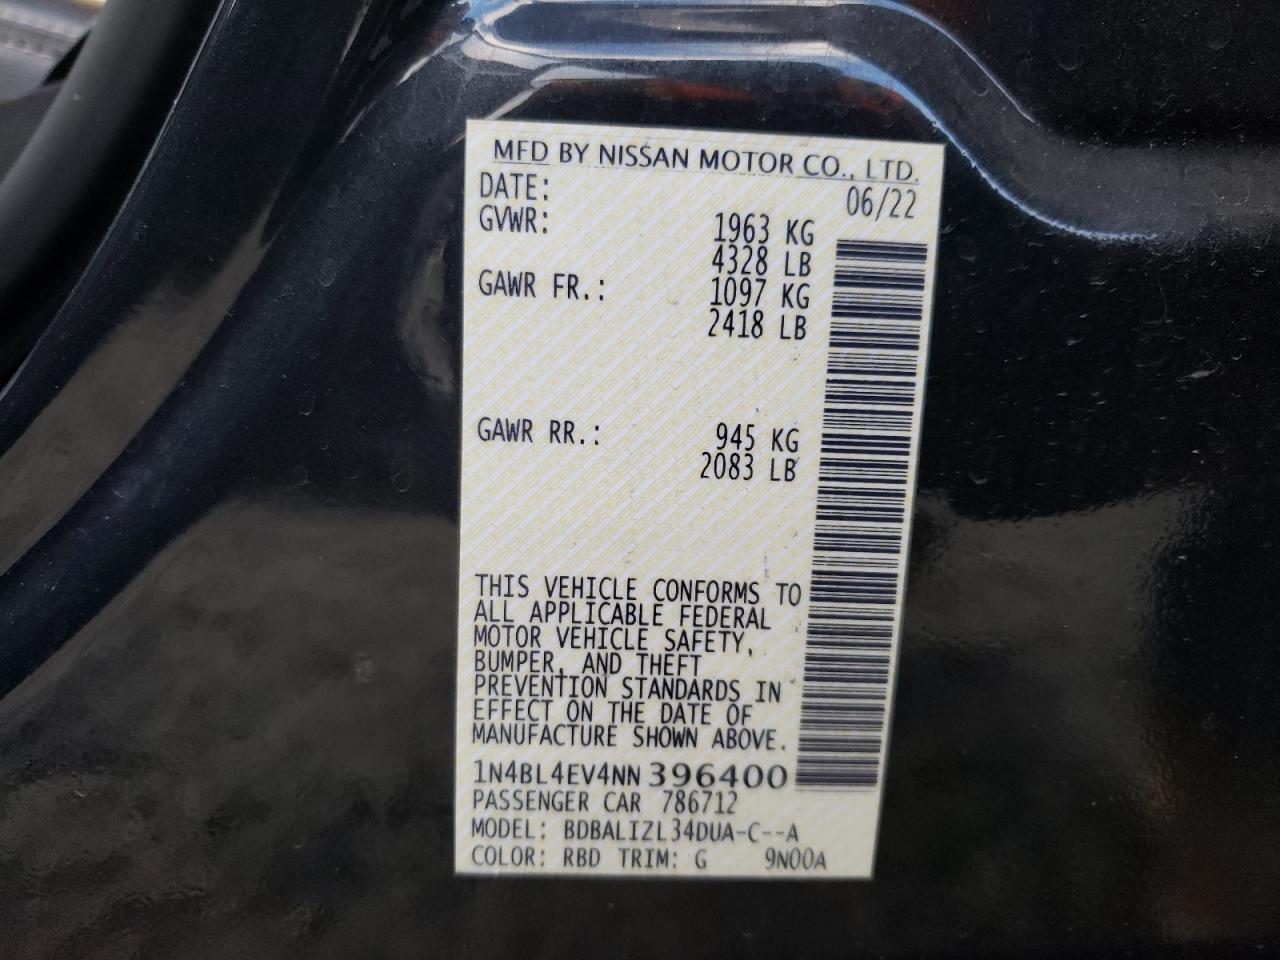 MFD BY NISSAN MOTOR CO., LTD.
DATE: 06/22
GVWR: 1963 KG
4328 LB
GAWR FR.: 1097 KG
2418 LB
GAWR RR.: 945 KG
2083 LB
THIS VEHICLE CONFORMS TO
ALL APPLICABLE FEDERAL
MOTOR VEHICLE SAFETY,
BUMPER, AND THEFT
PREVENTION STANDARDS IN
EFFECT ON THE DATE OF
MANUFACTURE SHOWN ABOVE.
1N4BL4EV4NN396400
PASSENGER CAR 786712
MODEL: BDBALIZL34DUA-C--A
COLOR: RBD TRIM: G 9N00A